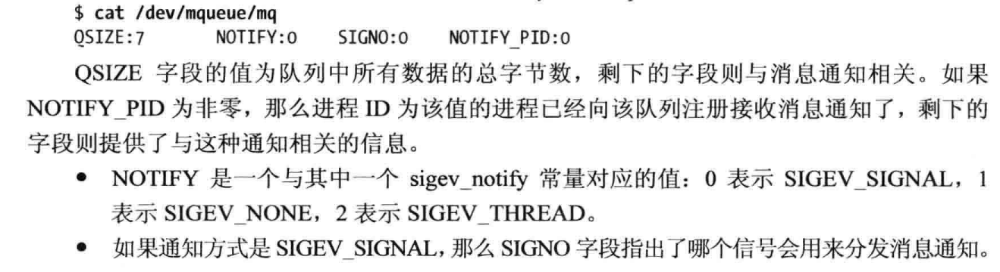 $ cat /dev/mqueue/mq
QSIZE:7 NOTIFY:0 SIGNO:0 NOTIFY_PID:0
QSIZE 字段的值为队列中所有数据的总字节数，剩下的字段则与消息通知相关。如果
NOTIFY_PID 为非零，那么进程 ID 为该值的进程已经向该队列注册接收消息通知了，剩下的
字段则提供了与这种通知相关的信息。
● NOTIFY 是一个与其中一个 sigev_notify 常量对应的值：0 表示 SIGEV_SIGNAL，1
表示 SIGEV_NONE，2 表示 SIGEV_THREAD。
● 如果通知方式是 SIGEV_SIGNAL，那么 SIGNO 字段指出了哪个信号会用来分发消息通知。